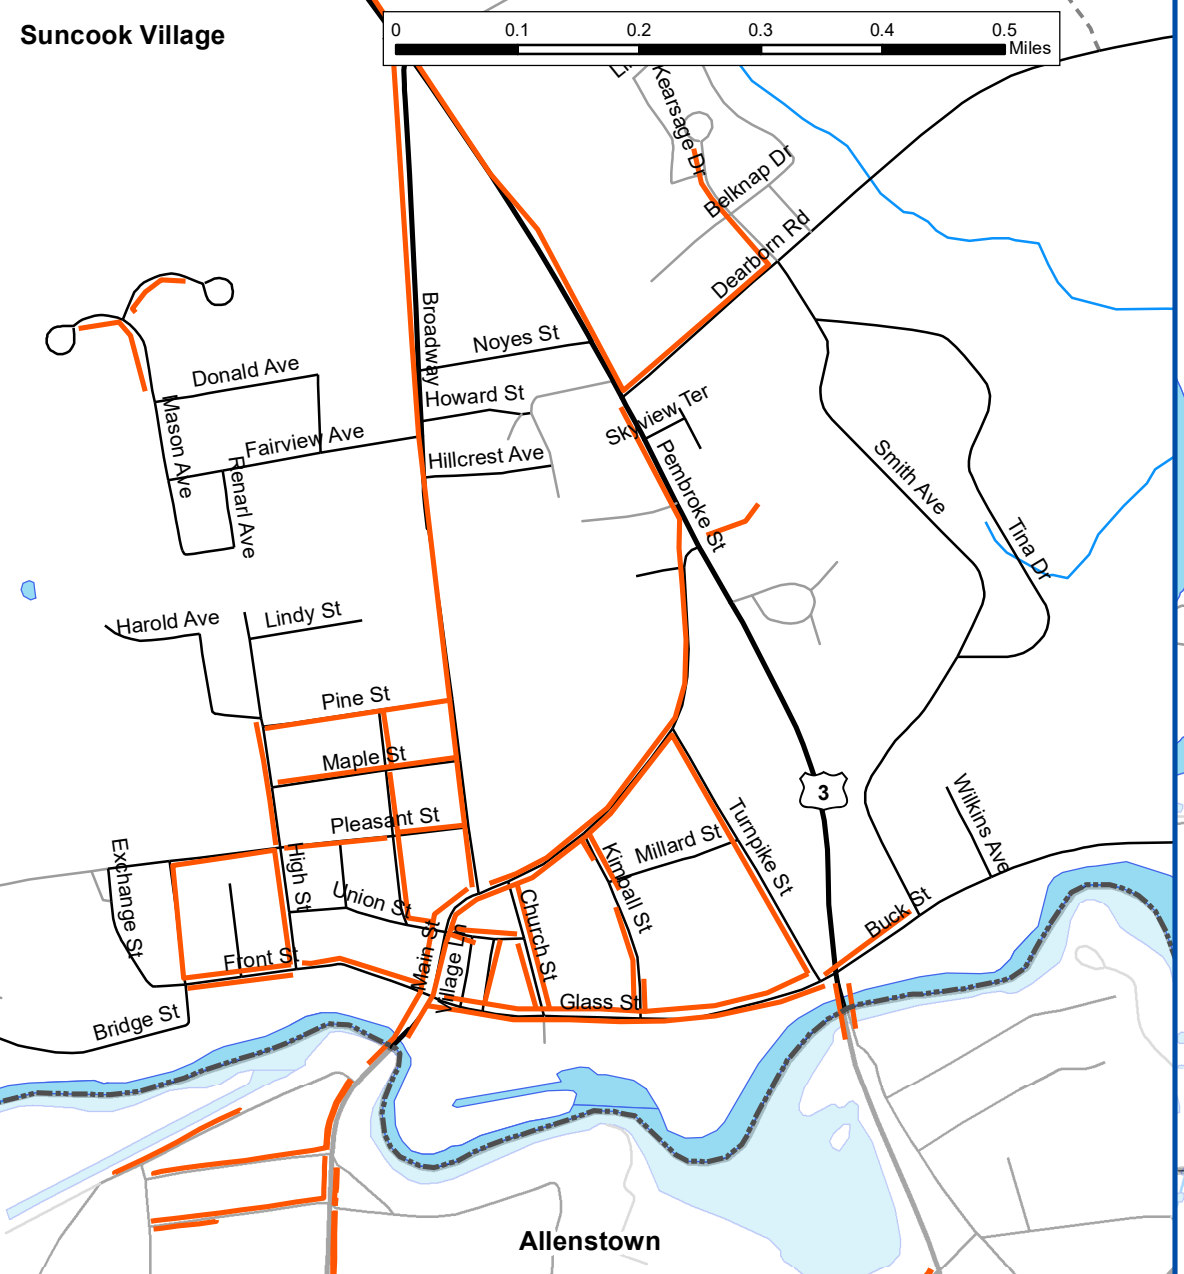 Suncook Village
0 0.1 0.2 0.3 0.4 0.5
Miles
Kearsage Dr
Belknap Dr
Dearborn Rd
Broadway
Noyes St
Donald Ave
Howard St
Skyview Ter
Mason Ave
Fairview Ave
Renarl Ave
Hillcrest Ave
Pembroke St
Smith Ave
Tina Dr
Harold Ave
Lindy St
Pine St
Maple St
3
Pleasant St
Turnpike St
Wilkins Ave
Exchange St
High St
Union St
Millard St
Kimball St
Church St
Buck St
Main St
Village Ln
Front St
Glass St
Bridge St
Allenstown